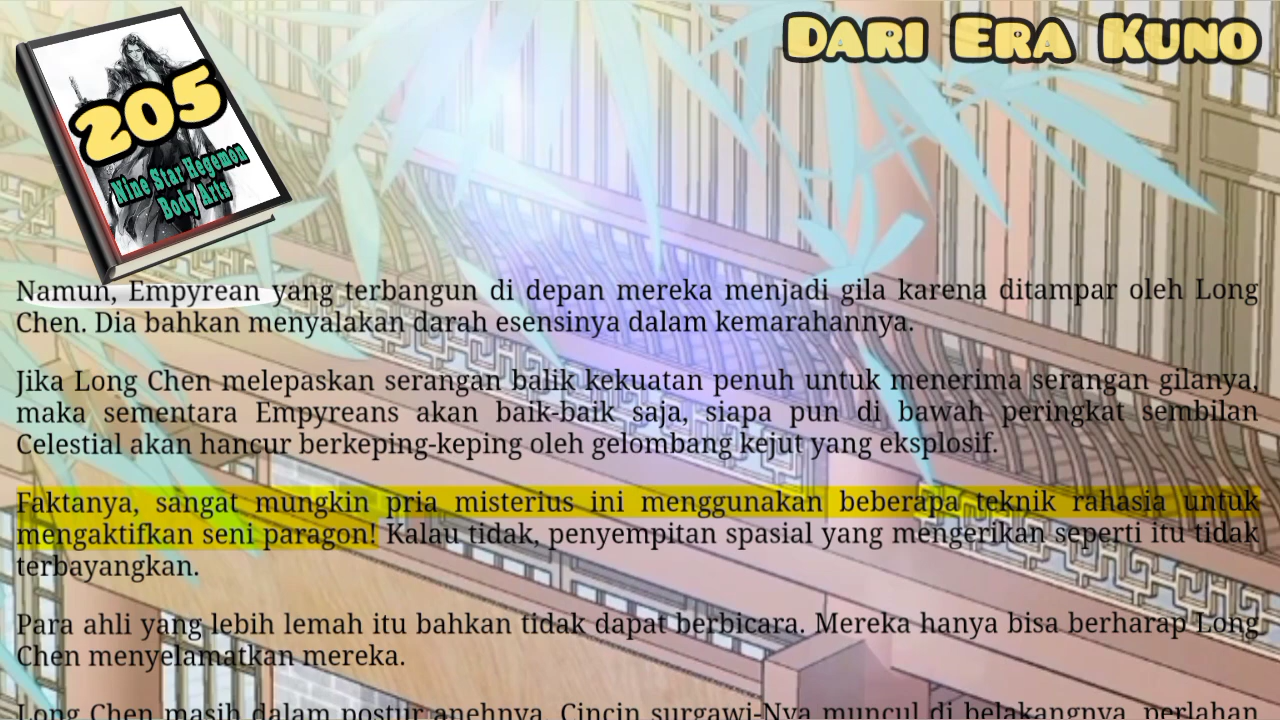 Dari Era Kuno
205
Nine Star Hegemon
Body Arts
Namun, Empyrean yang terbangun di depan mereka menjadi gila karena ditampar oleh Long
Chen. Dia bahkan menyalakan darah esensinya dalam kemarahannya.
Jika Long Chen melepaskan serangan balik kekuatan penuh untuk menerima serangan gilanya,
maka sementara Empyreans akan baik-baik saja, siapa pun di bawah peringkat sembilan
Celestial akan hancur berkeping-keping oleh gelombang kejut yang eksplosif.
Faktanya, sangat mungkin pria misterius ini menggunakan beberapa teknik rahasia untuk
mengaktifkan seni paragon! Kalau tidak, penyempitan spasial yang mengerikan seperti itu tidak
terbayangkan.
Para ahli yang lebih lemah itu bahkan tidak dapat berbicara. Mereka hanya bisa berharap Long
Chen menyelamatkan mereka.
Long Chen masih dalam postur anehnya. Cincin surgawi-Nya muncul di belakangnya, perlahan